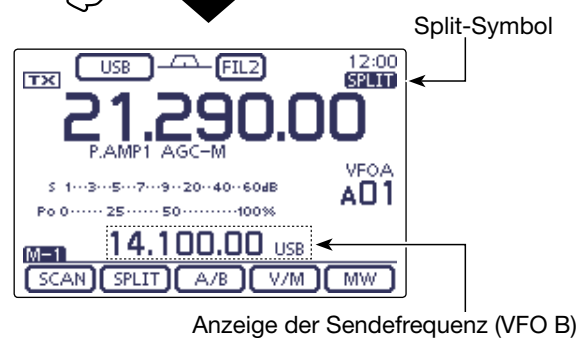 Split-Symbol
USB FIL2 12:00
TX SPLIT
21.290.00
P.AMP1 AGC-M
VFOA
S 1···3···5···7···9··20··40··60dB
A01
Po 0······ 25······ 50··········100%
14.100.00 USB
M-1
SCAN SPLIT A/B V/M MW
Anzeige der Sendefrequenz (VFO B)